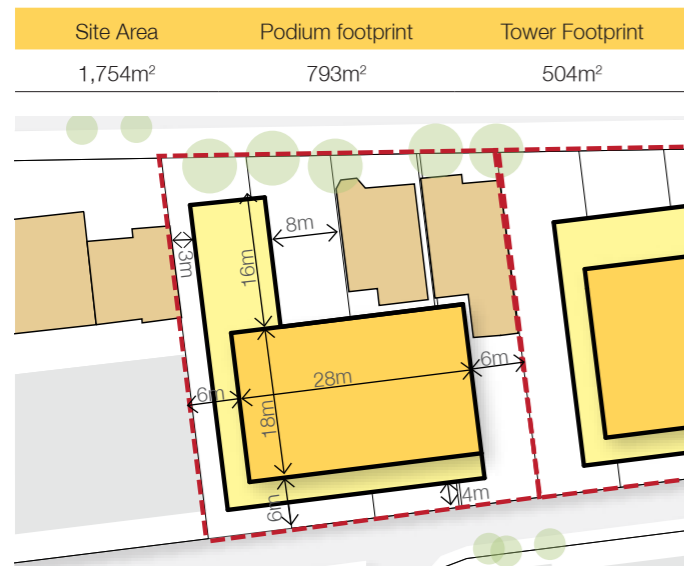 Site Area Podium footprint Tower Footprint
1,754m² 793m² 504m²
8m
3m
16m
6m
28m
6m
18m
6m
4m